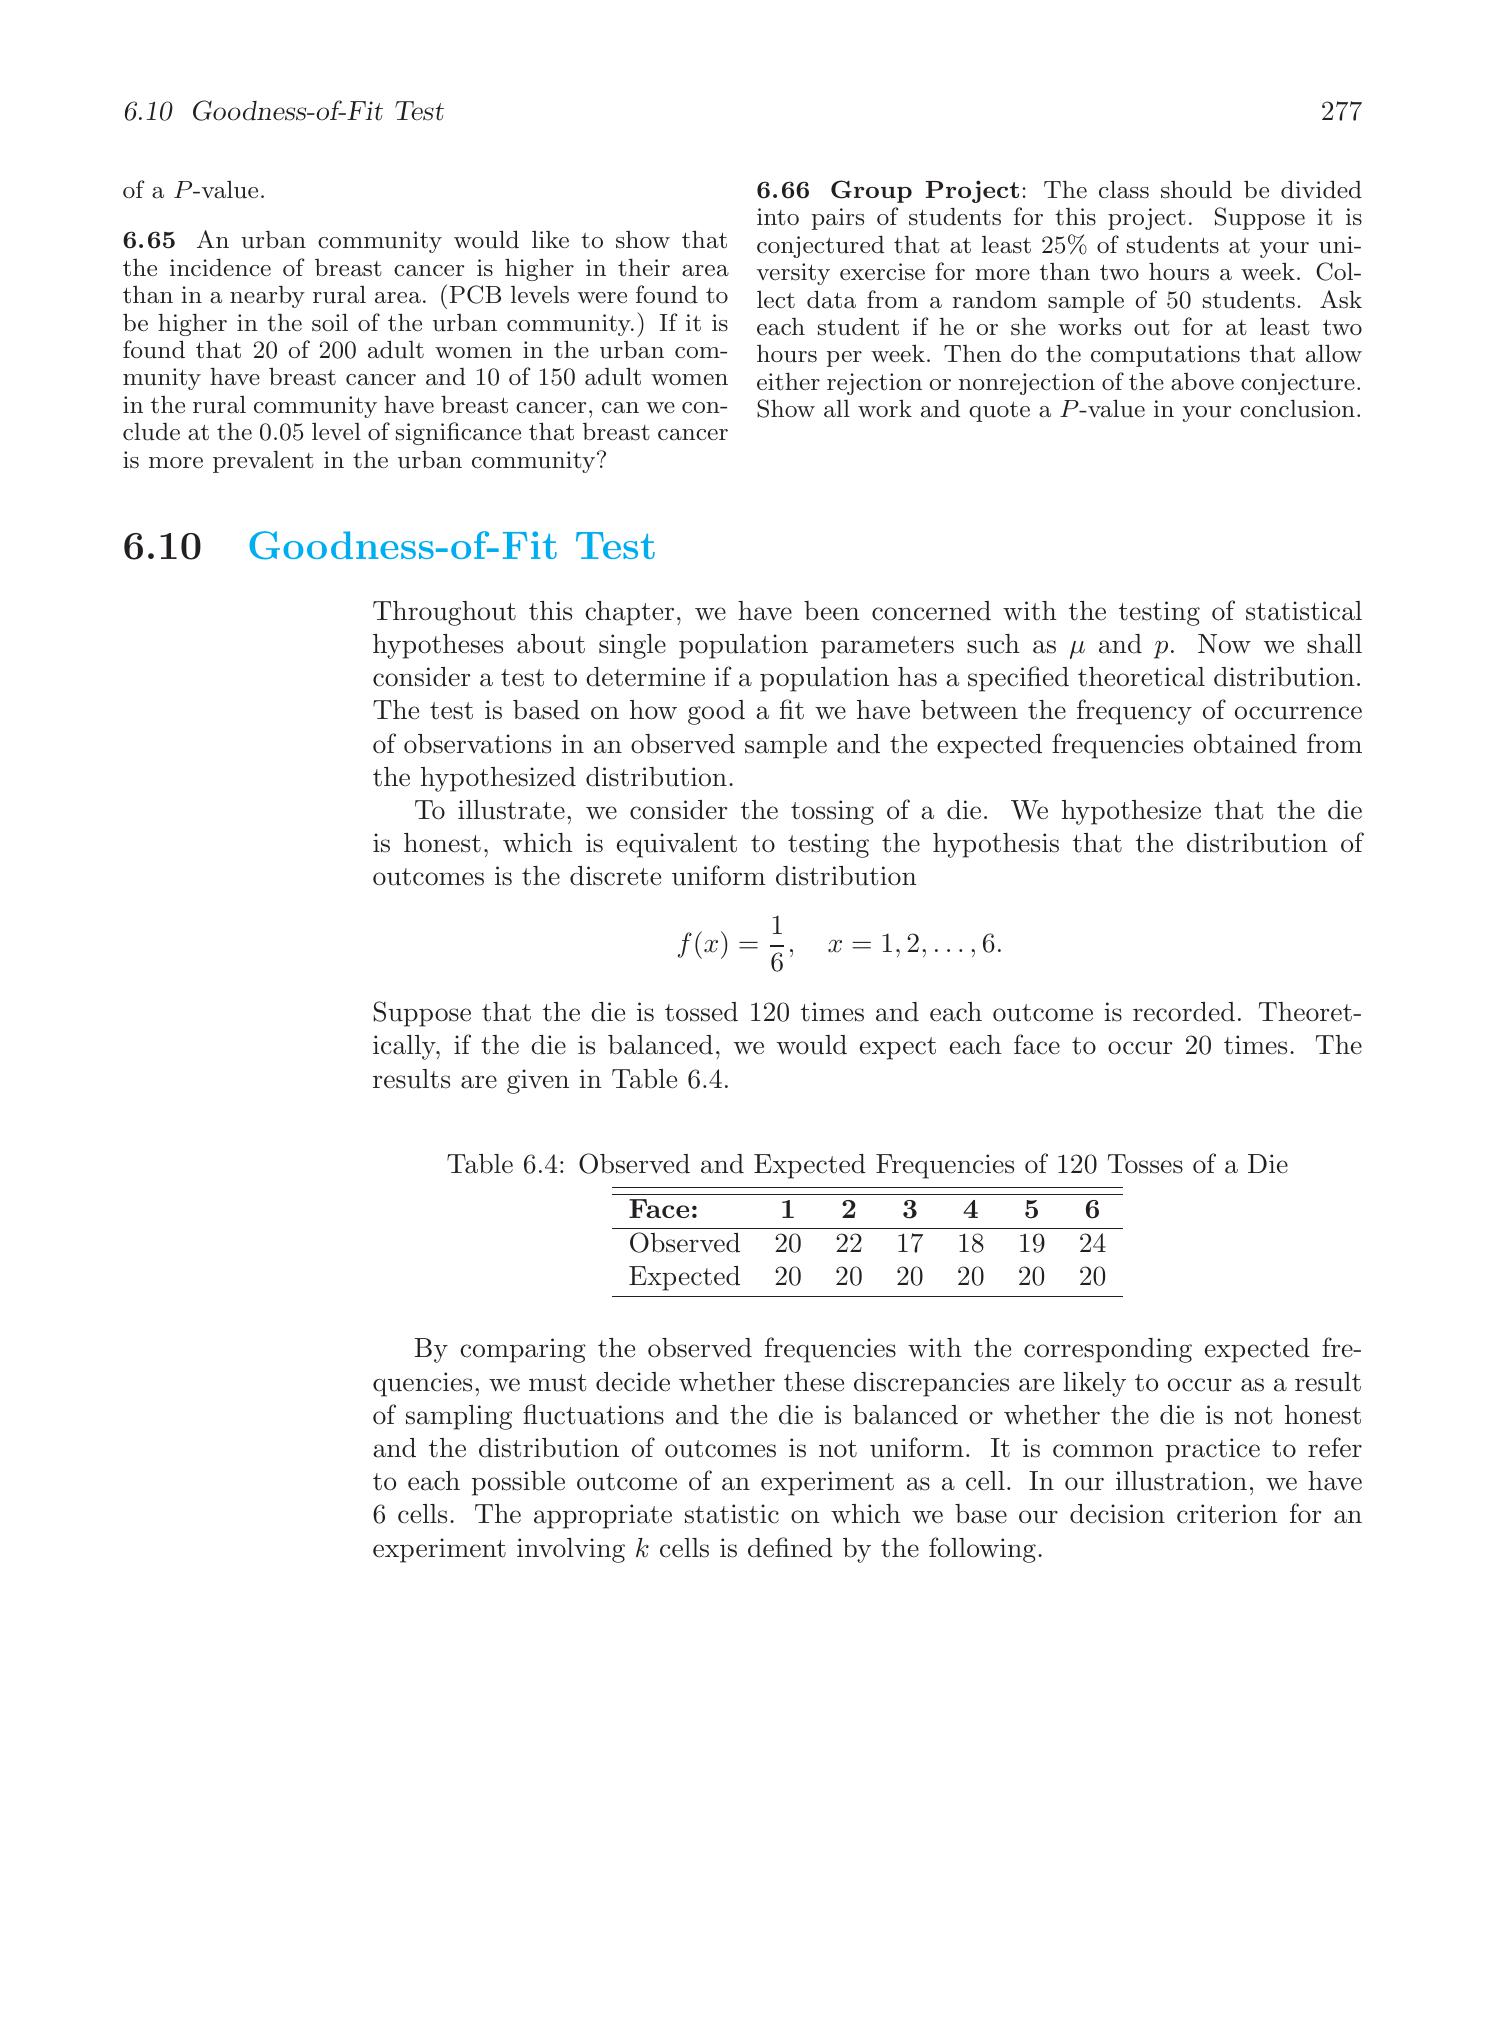 6.10 Goodness-of-Fit Test 277
of a P-value.
6.65 An urban community would like to show that
the incidence of breast cancer is higher in their area
than in a nearby rural area. (PCB levels were found to
be higher in the soil of the urban community.) If it is
found that 20 of 200 adult women in the urban com-
munity have breast cancer and 10 of 150 adult women
in the rural community have breast cancer, can we con-
clude at the 0.05 level of significance that breast cancer
is more prevalent in the urban community?
6.66 Group Project: The class should be divided
into pairs of students for this project. Suppose it is
conjectured that at least 25% of students at your uni-
versity exercise for more than two hours a week. Col-
lect data from a random sample of 50 students. Ask
each student if he or she works out for at least two
hours per week. Then do the computations that allow
either rejection or nonrejection of the above conjecture.
Show all work and quote a P-value in your conclusion.
6.10 Goodness-of-Fit Test
Throughout this chapter, we have been concerned with the testing of statistical
hypotheses about single population parameters such as μ and p. Now we shall
consider a test to determine if a population has a specified theoretical distribution.
The test is based on how good a fit we have between the frequency of occurrence
of observations in an observed sample and the expected frequencies obtained from
the hypothesized distribution.
To illustrate, we consider the tossing of a die. We hypothesize that the die
is honest, which is equivalent to testing the hypothesis that the distribution of
outcomes is the discrete uniform distribution
f(x) = 1/6, x = 1, 2, . . . , 6.
Suppose that the die is tossed 120 times and each outcome is recorded. Theoret-
ically, if the die is balanced, we would expect each face to occur 20 times. The
results are given in Table 6.4.
Table 6.4: Observed and Expected Frequencies of 120 Tosses of a Die
Face: 1 2 3 4 5 6
Observed 20 22 17 18 19 24
Expected 20 20 20 20 20 20
By comparing the observed frequencies with the corresponding expected fre-
quencies, we must decide whether these discrepancies are likely to occur as a result
of sampling fluctuations and the die is balanced or whether the die is not honest
and the distribution of outcomes is not uniform. It is common practice to refer
to each possible outcome of an experiment as a cell. In our illustration, we have
6 cells. The appropriate statistic on which we base our decision criterion for an
experiment involving k cells is defined by the following.